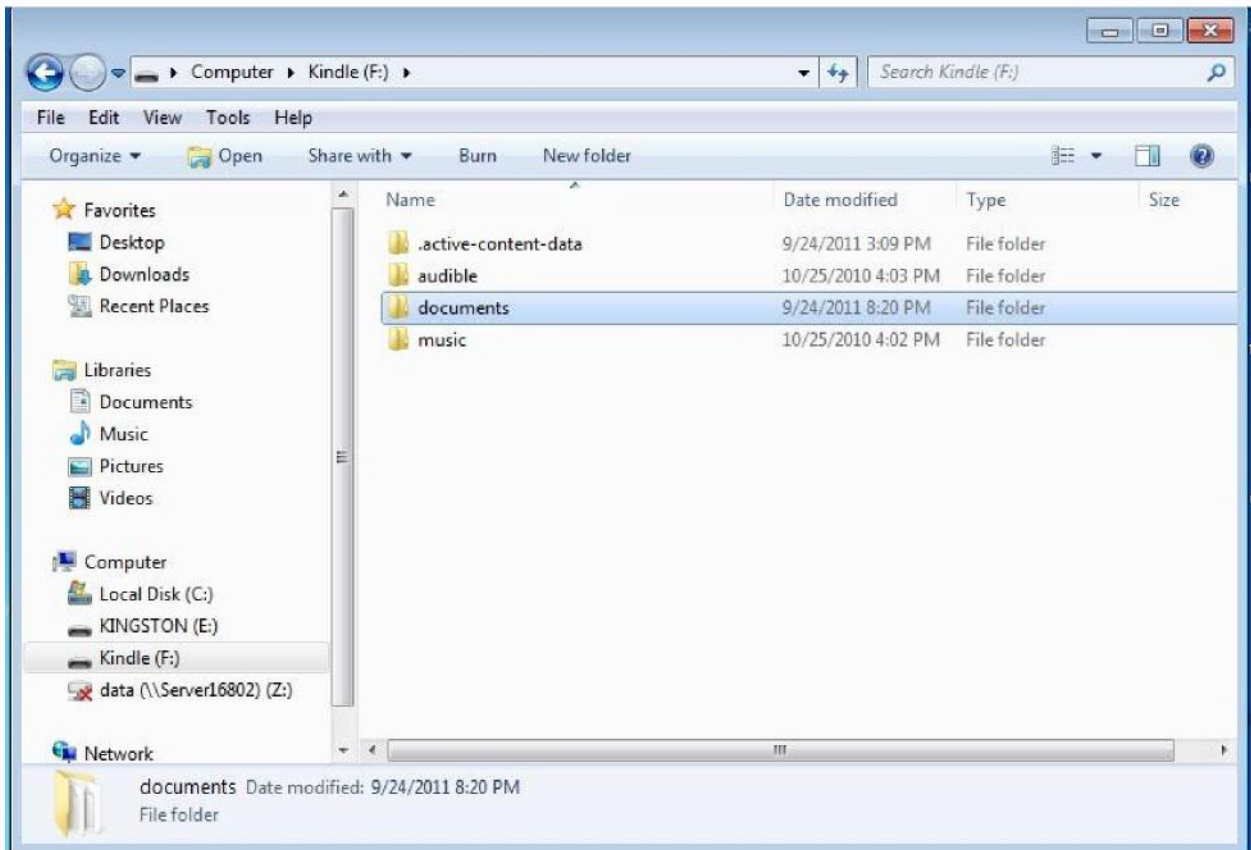 Computer Kindle (F:) Search Kindle (F:)
File Edit View Tools Help
Organize Open Share with Burn New folder
Favorites
Desktop
Downloads
Recent Places
Libraries
Documents
Music
Pictures
Videos
Computer
Local Disk (C:)
KINGSTON (E:)
Kindle (F:)
data (\\Server16802) (Z:)
Network
Name Date modified Type Size
.active-content-data 9/24/2011 3:09 PM File folder
audible 10/25/2010 4:03 PM File folder
documents 9/24/2011 8:20 PM File folder
music 10/25/2010 4:02 PM File folder
documents Date modified: 9/24/2011 8:20 PM
File folder